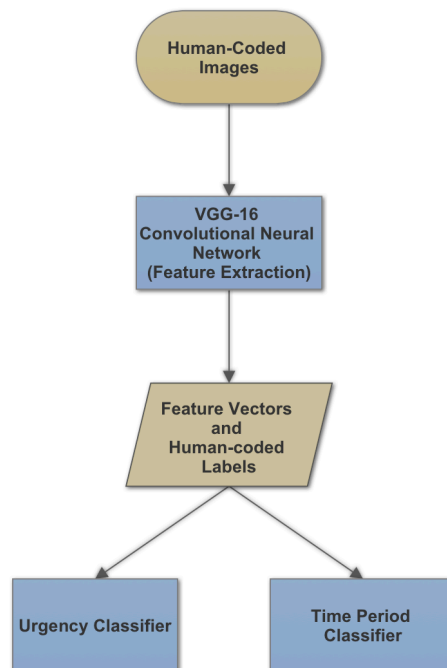 Human-Coded
Images
VGG-16
Convolutional Neural
Network
(Feature Extraction)
Feature Vectors
and
Human-coded
Labels
Urgency Classifier
Time Period
Classifier